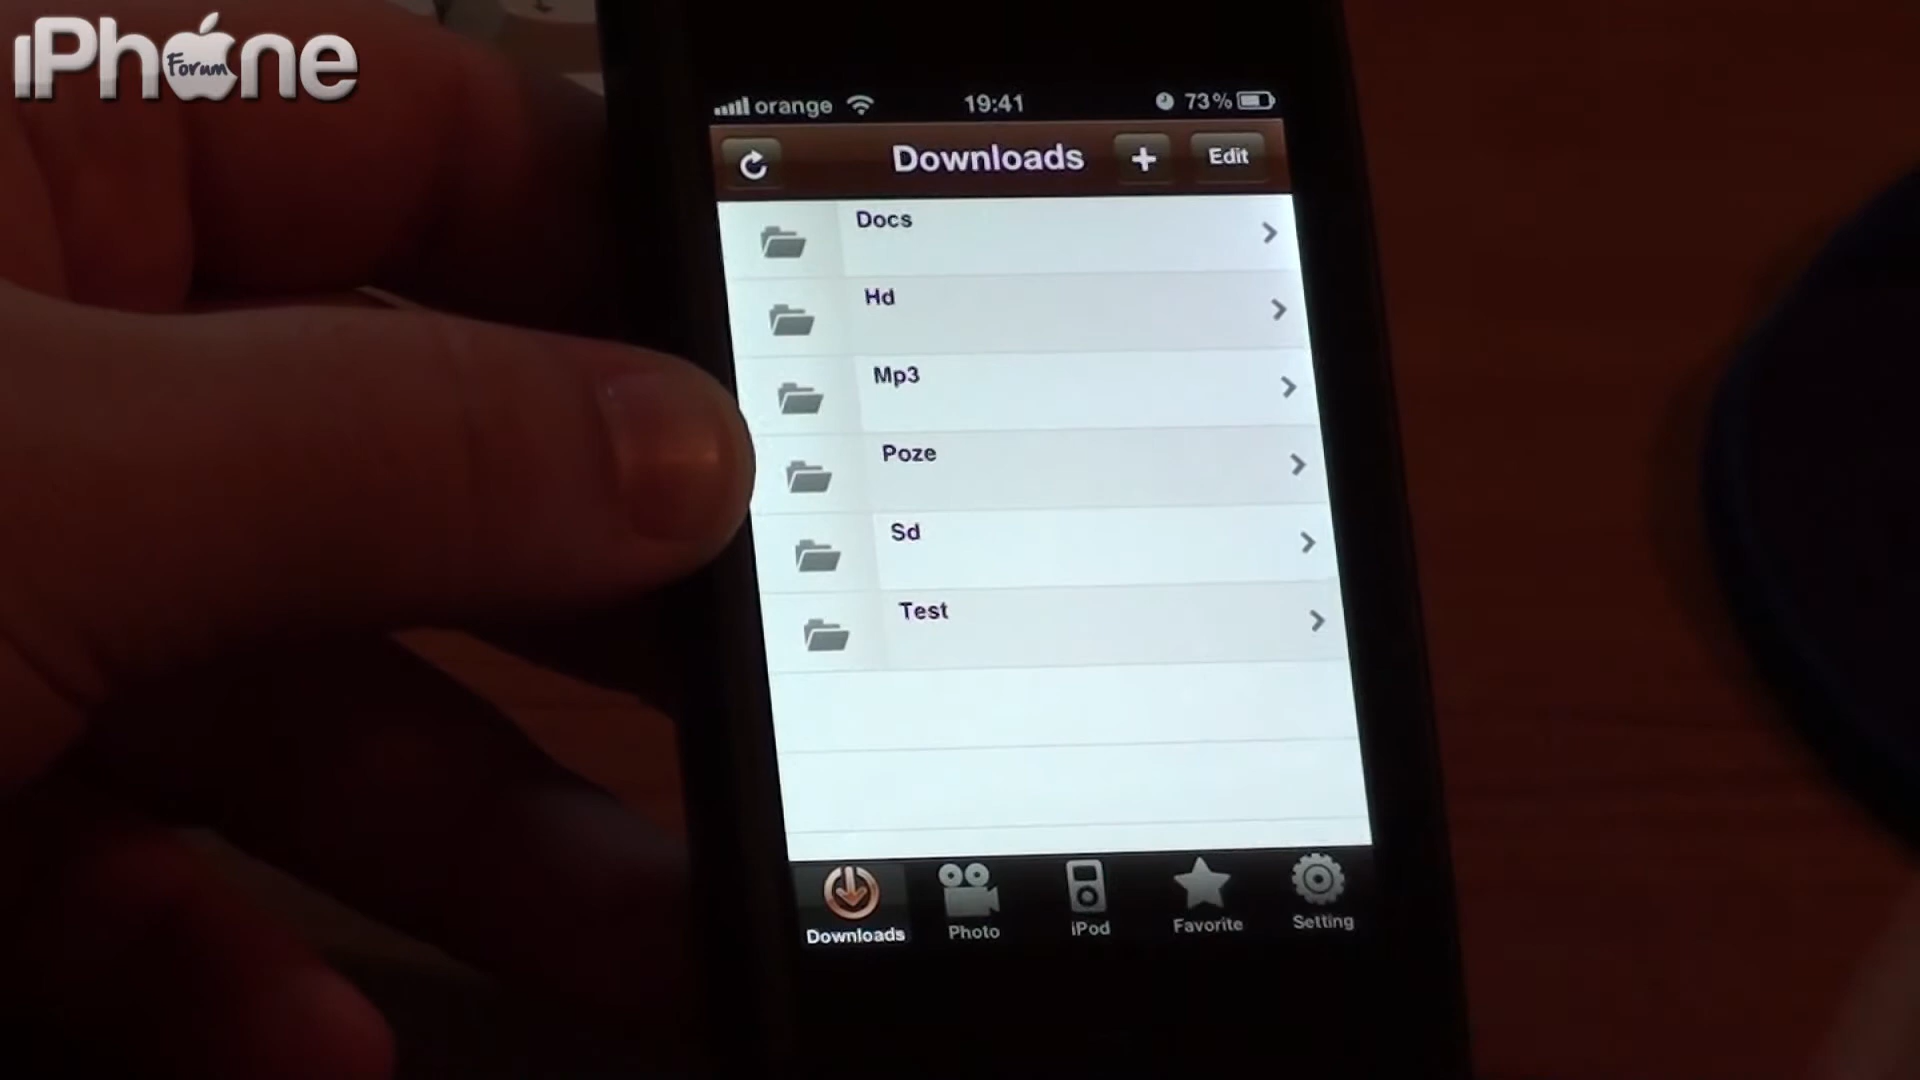 iPhone
Forum
orange 19:41 73%
Downloads + Edit
Docs
Hd
Mp3
Poze
Sd
Test
Downloads Photo iPod Favorite Setting